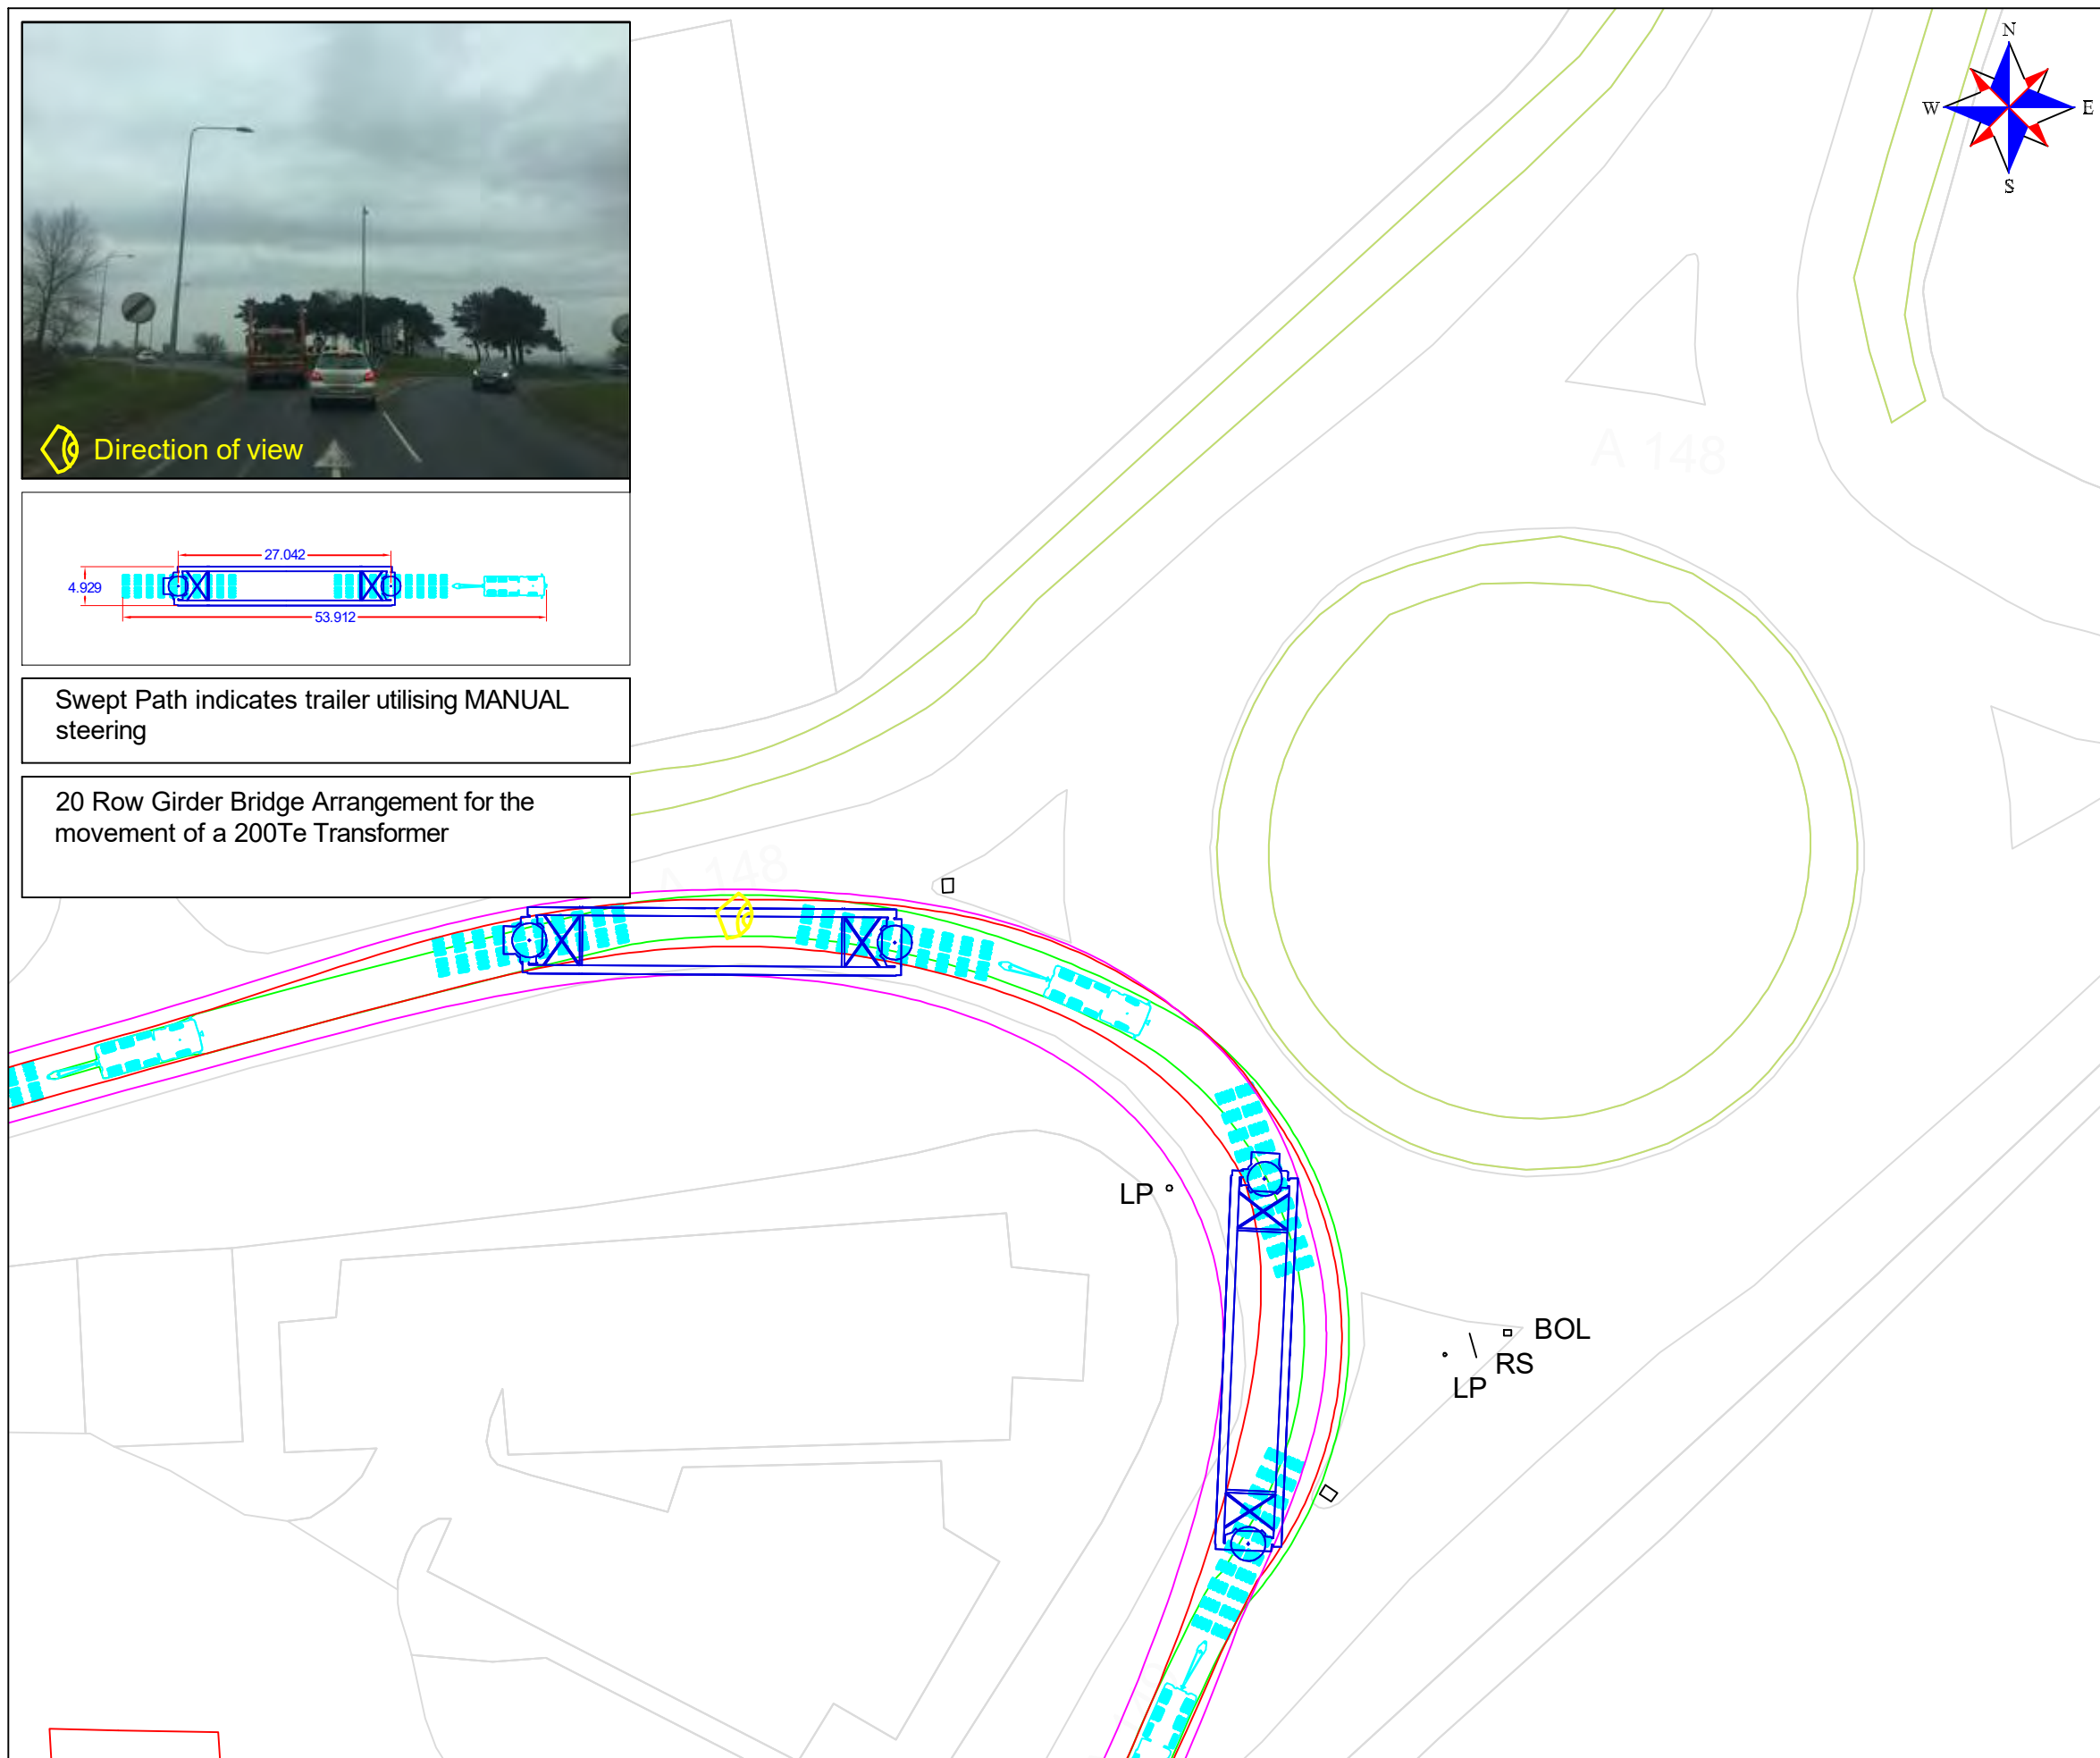 N
W E
S
Direction of view
27.042
4.929
53.912
Swept Path indicates trailer utilising MANUAL
steering
20 Row Girder Bridge Arrangement for the
movement of a 200Te Transformer
A 148
A 148
LP
BOL
RS
LP